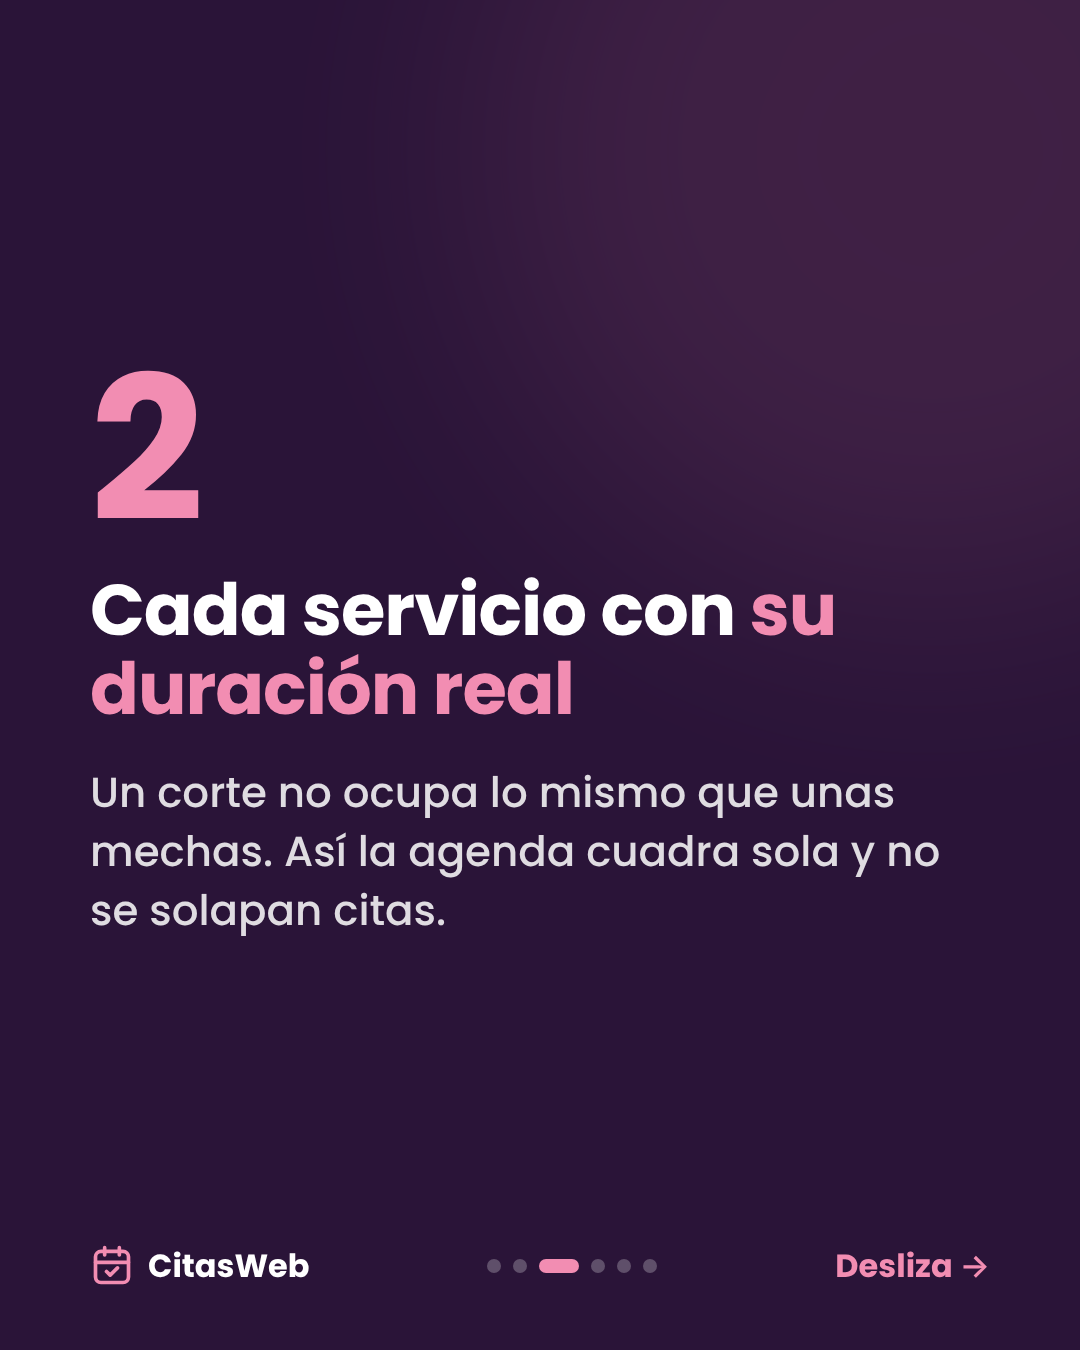 2
Cada servicio con su
duración real
Un corte no ocupa lo mismo que unas
mechas. Así la agenda cuadra sola y no
se solapan citas.
CitasWeb
Desliza →